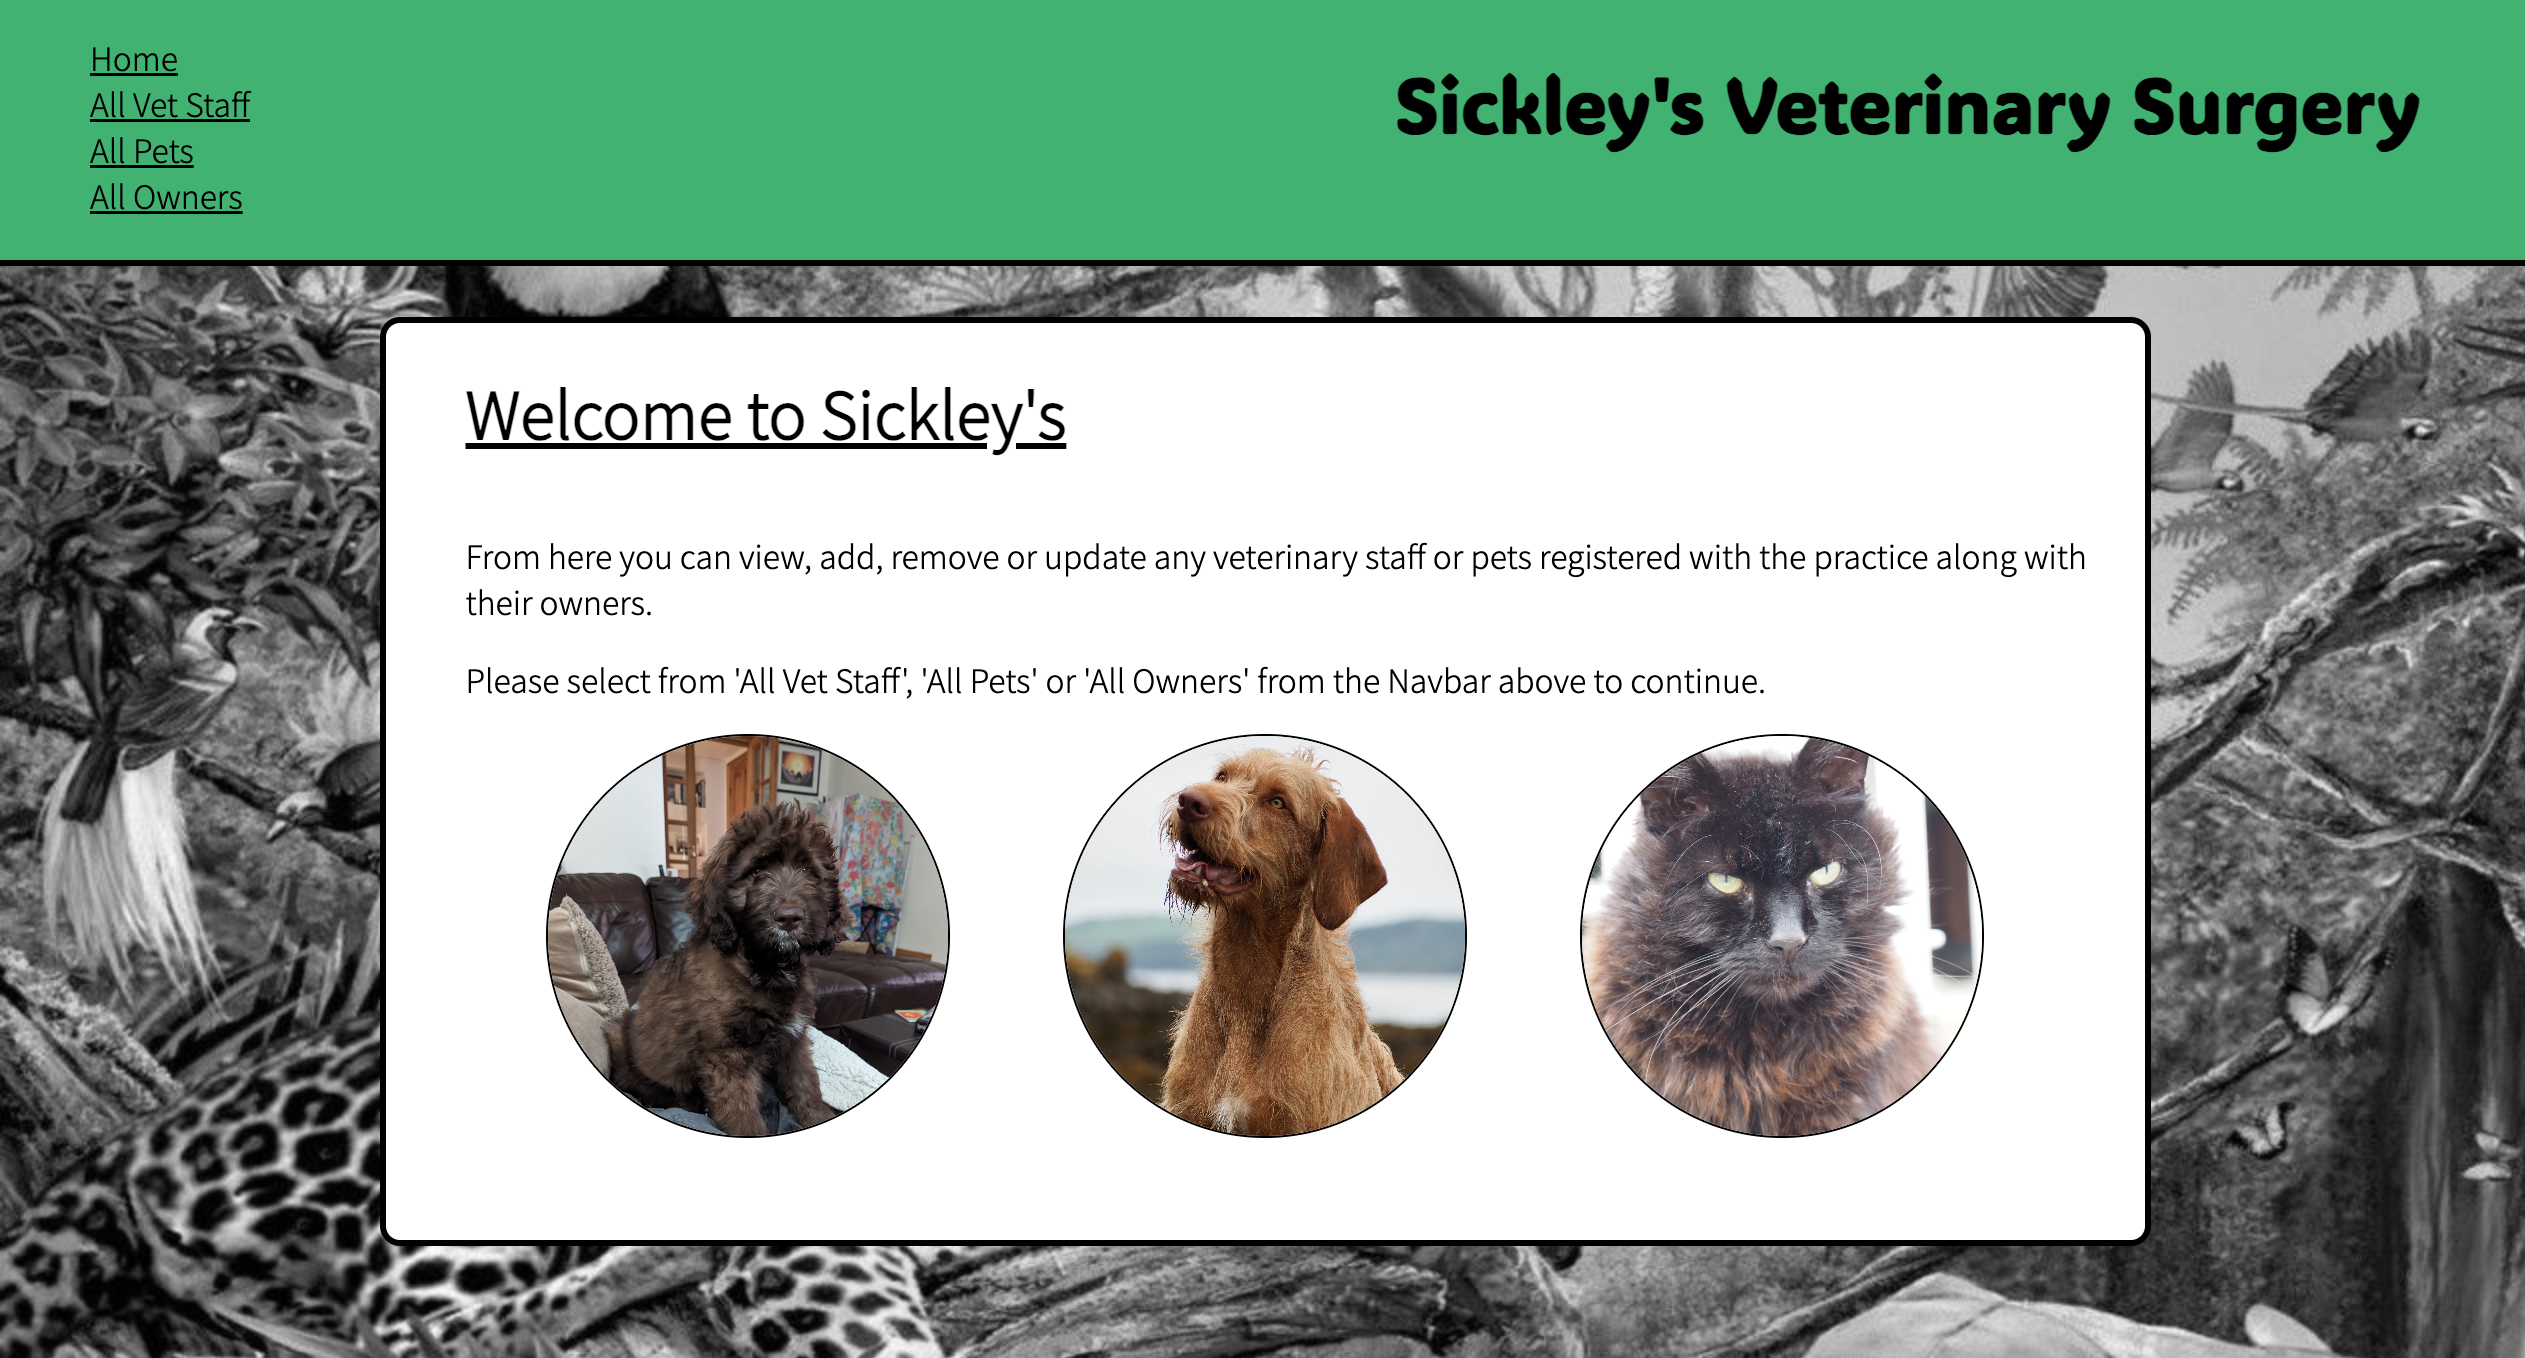 Home
All Vet Staff
All Pets
All Owners
Sickley's Veterinary Surgery
Welcome to Sickley's
From here you can view, add, remove or update any veterinary staff or pets registered with the practice along with
their owners.
Please select from 'All Vet Staff', 'All Pets' or 'All Owners' from the Navbar above to continue.